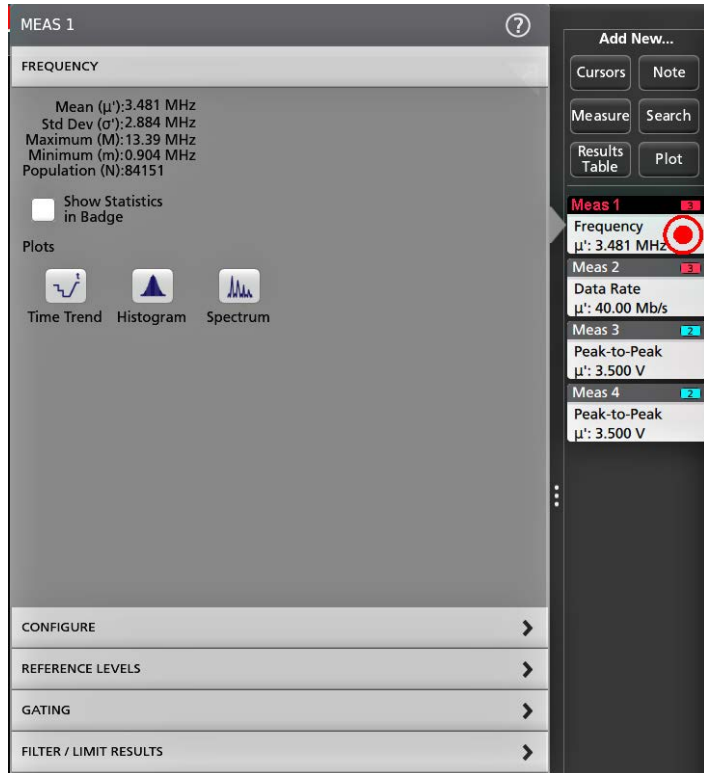 MEAS 1
?
FREQUENCY
Mean (µ'):3.481 MHz
Std Dev (σ'):2.884 MHz
Maximum (M):13.39 MHz
Minimum (m):0.904 MHz
Population (N):84151
Show Statistics
in Badge
Plots
Time Trend Histogram Spectrum
CONFIGURE
REFERENCE LEVELS
GATING
FILTER / LIMIT RESULTS
Add New...
Cursors Note
Measure Search
Results
Table
Plot
Meas 1 3
Frequency
µ': 3.481 MHz
Meas 2 3
Data Rate
µ': 40.00 Mb/s
Meas 3 2
Peak-to-Peak
µ': 3.500 V
Meas 4 2
Peak-to-Peak
µ': 3.500 V